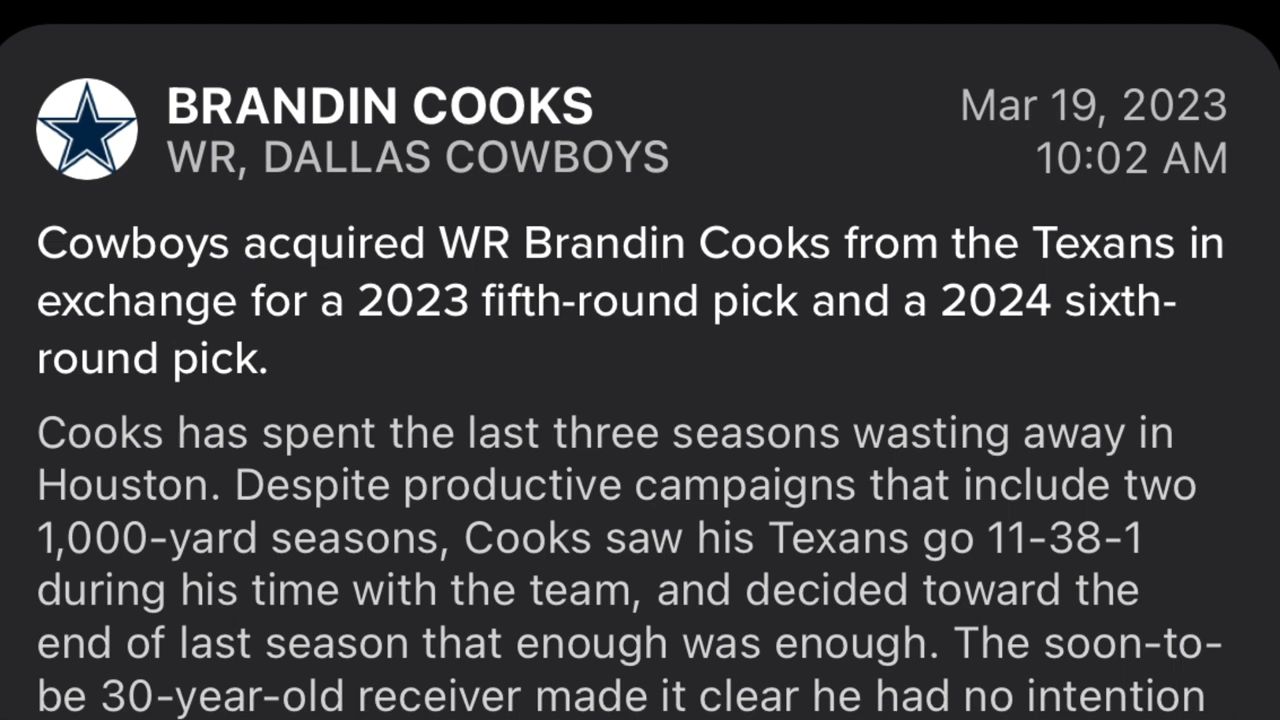 BRANDIN COOKS
WR, DALLAS COWBOYS
Mar 19, 2023
10:02 AM
Cowboys acquired WR Brandin Cooks from the Texans in
exchange for a 2023 fifth-round pick and a 2024 sixth-
round pick.
Cooks has spent the last three seasons wasting away in
Houston. Despite productive campaigns that include two
1,000-yard seasons, Cooks saw his Texans go 11-38-1
during his time with the team, and decided toward the
end of last season that enough was enough. The soon-to-
be 30-year-old receiver made it clear he had no intention